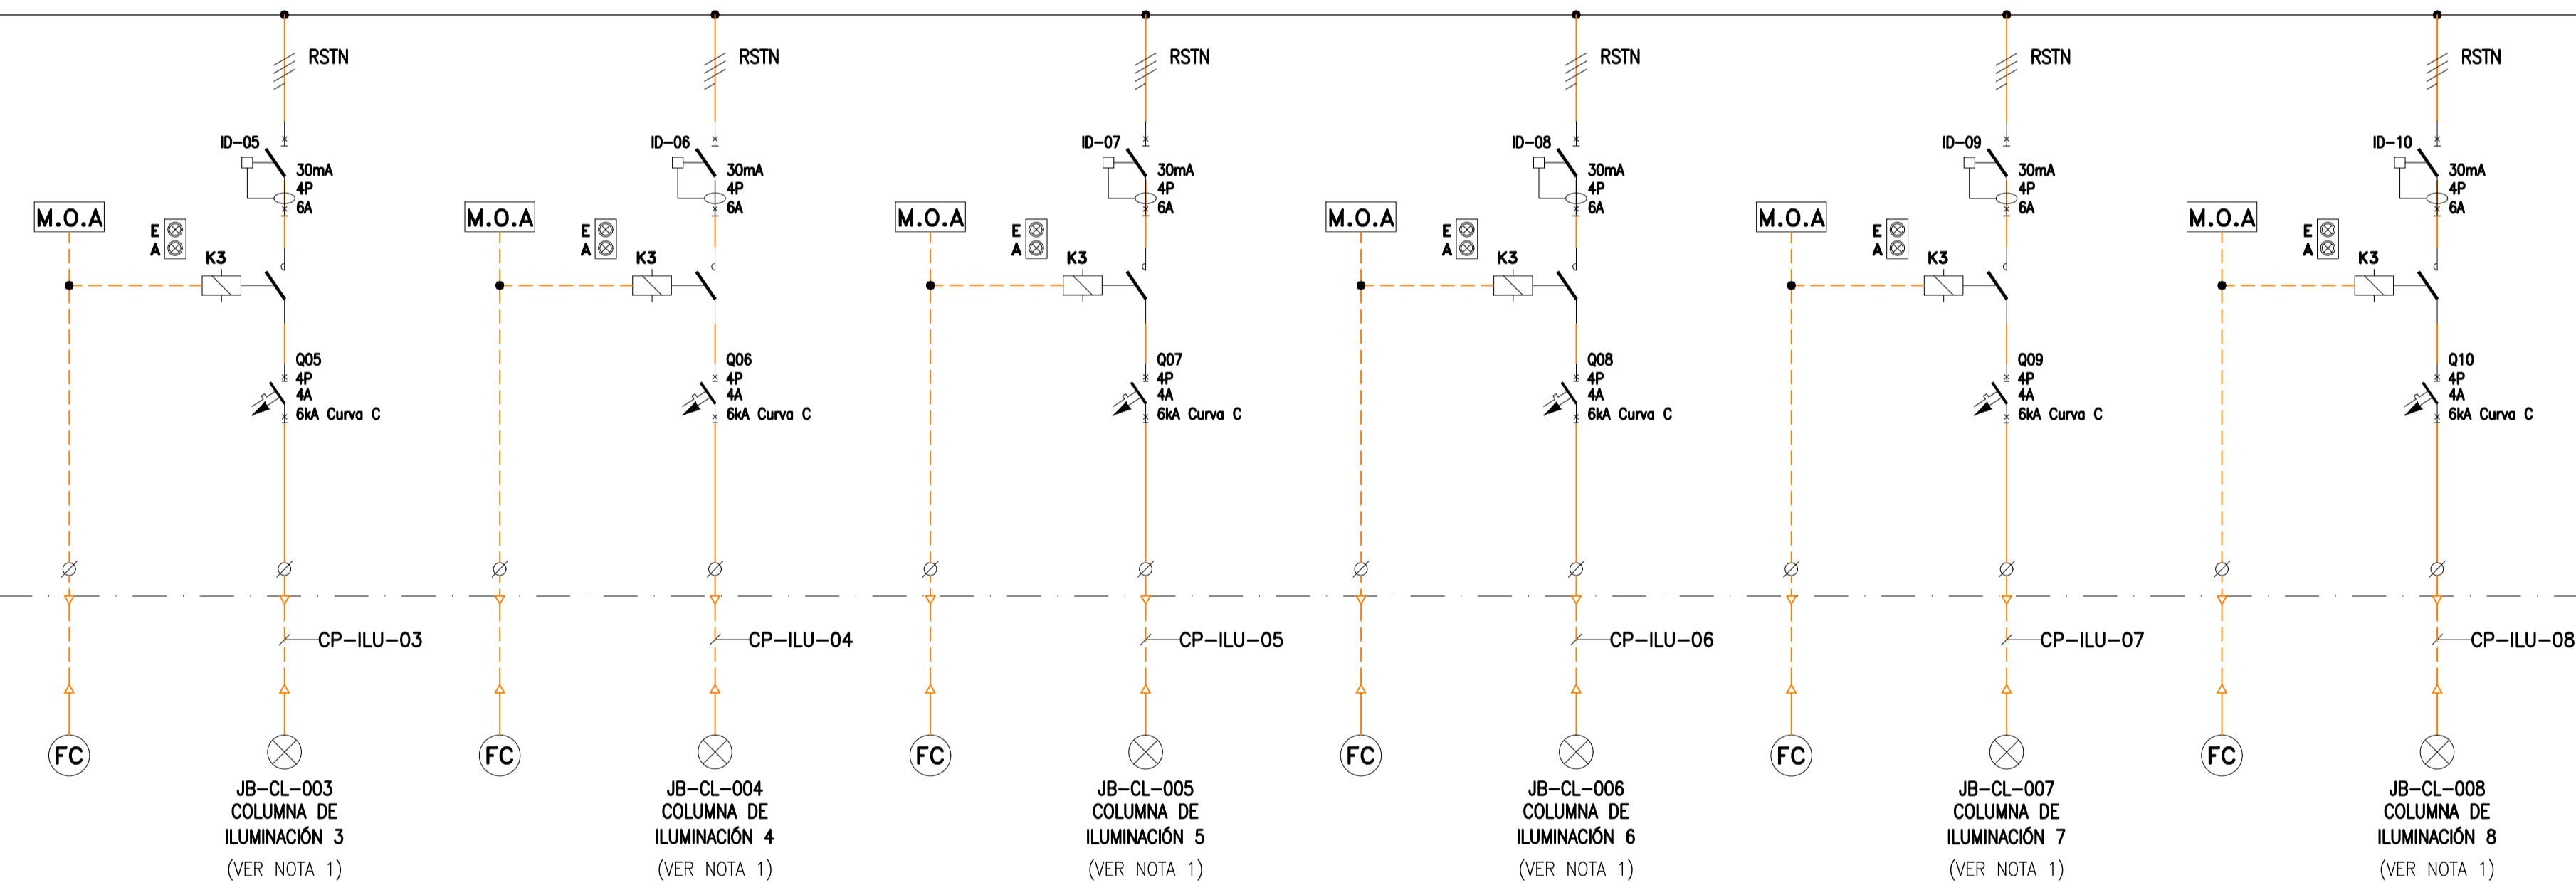 RSTN
ID-05
30mA
4P
6A
M.O.A
E
A
K3
Q05
4P
4A
6kA Curva C
CP-ILU-03
FC
JB-CL-003
COLUMNA DE
ILUMINACIÓN 3
(VER NOTA 1)
RSTN
ID-06
30mA
4P
6A
M.O.A
E
A
K3
Q06
4P
4A
6kA Curva C
CP-ILU-04
FC
JB-CL-004
COLUMNA DE
ILUMINACIÓN 4
(VER NOTA 1)
RSTN
ID-07
30mA
4P
6A
M.O.A
E
A
K3
Q07
4P
4A
6kA Curva C
CP-ILU-05
FC
JB-CL-005
COLUMNA DE
ILUMINACIÓN 5
(VER NOTA 1)
RSTN
ID-08
30mA
4P
6A
M.O.A
E
A
K3
Q08
4P
4A
6kA Curva C
CP-ILU-06
FC
JB-CL-006
COLUMNA DE
ILUMINACIÓN 6
(VER NOTA 1)
RSTN
ID-09
30mA
4P
6A
M.O.A
E
A
K3
Q09
4P
4A
6kA Curva C
CP-ILU-07
FC
JB-CL-007
COLUMNA DE
ILUMINACIÓN 7
(VER NOTA 1)
RSTN
ID-10
30mA
4P
6A
M.O.A
E
A
K3
Q10
4P
4A
6kA Curva C
CP-ILU-08
FC
JB-CL-008
COLUMNA DE
ILUMINACIÓN 8
(VER NOTA 1)